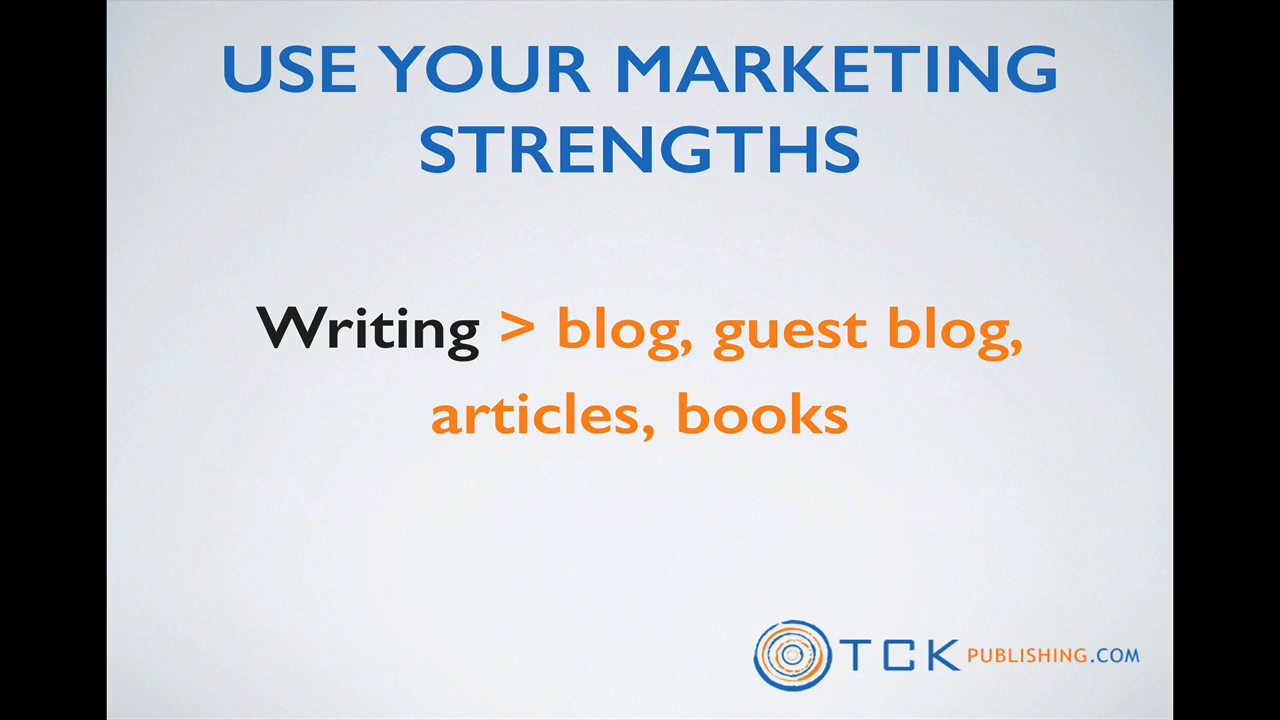 USE YOUR MARKETING
STRENGTHS
Writing > blog, guest blog,
articles, books
TCK PUBLISHING.COM